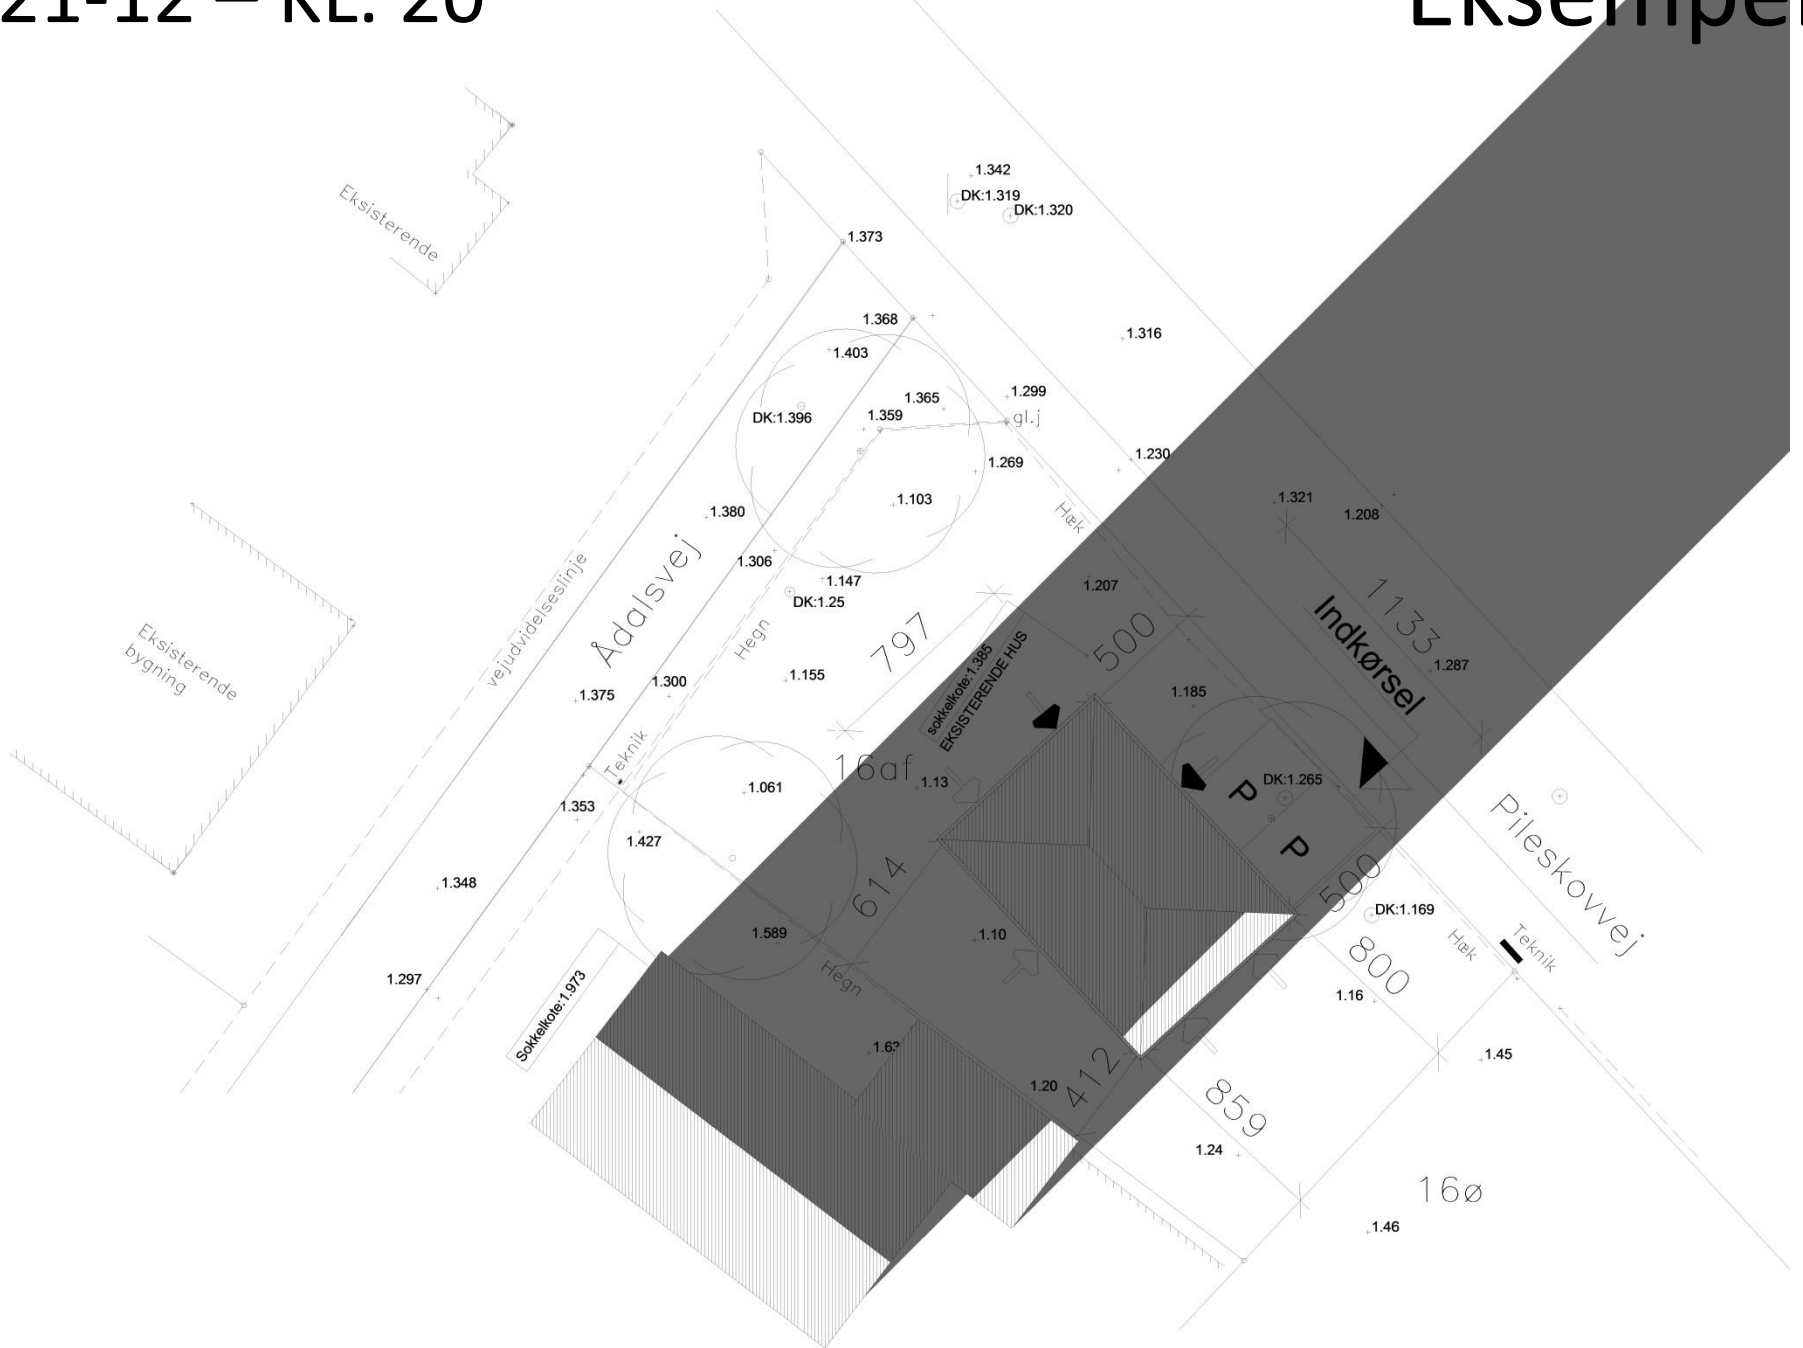 21-12 – KL. 20
Eksempel
1.342
DK:1.319
DK:1.320
Eksisterende
1.373
1.368
1.403
1.316
1.299
1.365
gl.j
DK:1.396
1.359
1.230
1.269
1.103
1.321
1.208
Hæk
1.380
1.306
Ådalsvej
vejudvidelseslinje
1.147
DK:1.25
1.207
Hegn
797
500
1133
Indkørsel
1.287
Eksisterende
bygning
sokkelkote:1.385
EKSISTERENDE HUS
1.155
1.300
1.375
1.185
Teknik
16af
1.13
DK:1.265
P
P
1.061
1.353
1.427
Pileskovvej
614
500
1.348
DK:1.169
1.589
1.10
Hæk
Teknik
800
Hegn
1.297
Sokkelkote:1.973
1.16
1.63
1.45
1.20
412
859
1.24
16ø
1.46